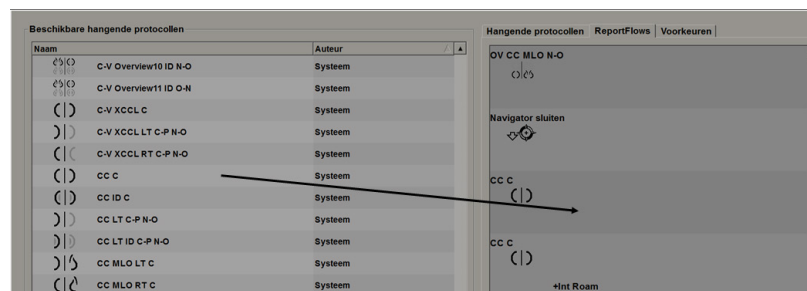 Beschikbare hangende protocollen
Naam Auteur
C-V Overview10 ID N-O Systeem
C-V Overview11 ID O-N Systeem
C-V XCCL C Systeem
C-V XCCL LT C-P N-O Systeem
C-V XCCL RT C-P N-O Systeem
CC C Systeem
CC ID C Systeem
CC LT C-P N-O Systeem
CC LT ID C-P N-O Systeem
CC MLO LT C Systeem
CC MLO RT C Systeem
Hangende protocollen ReportFlows Voorkeuren
OV CC MLO N-O
Navigator sluiten
CC C
CC C
+Int Roam